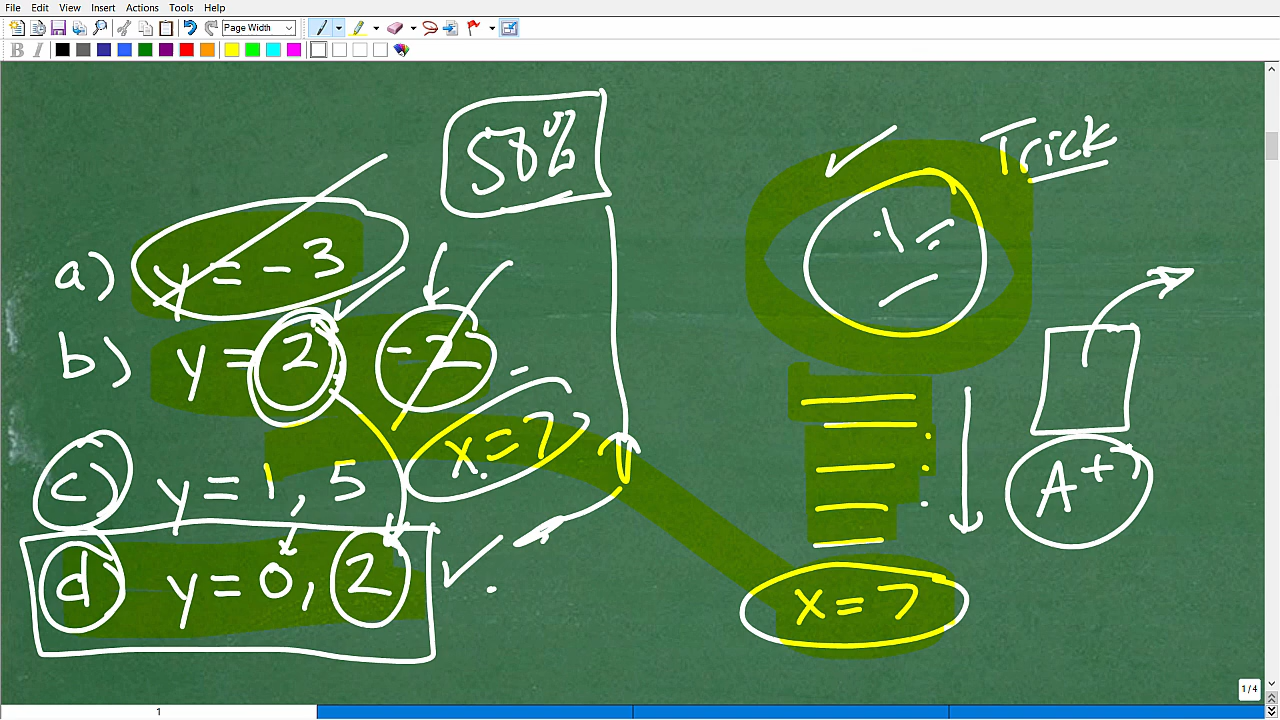 File Edit View Insert Actions Tools Help
Page Width
B I
58%
Trick
a) y = - 3
b) y = 2 - 2
x = 7
c) y = 1, 5
d y = 0, 2
A+
x = 7
1/4
1